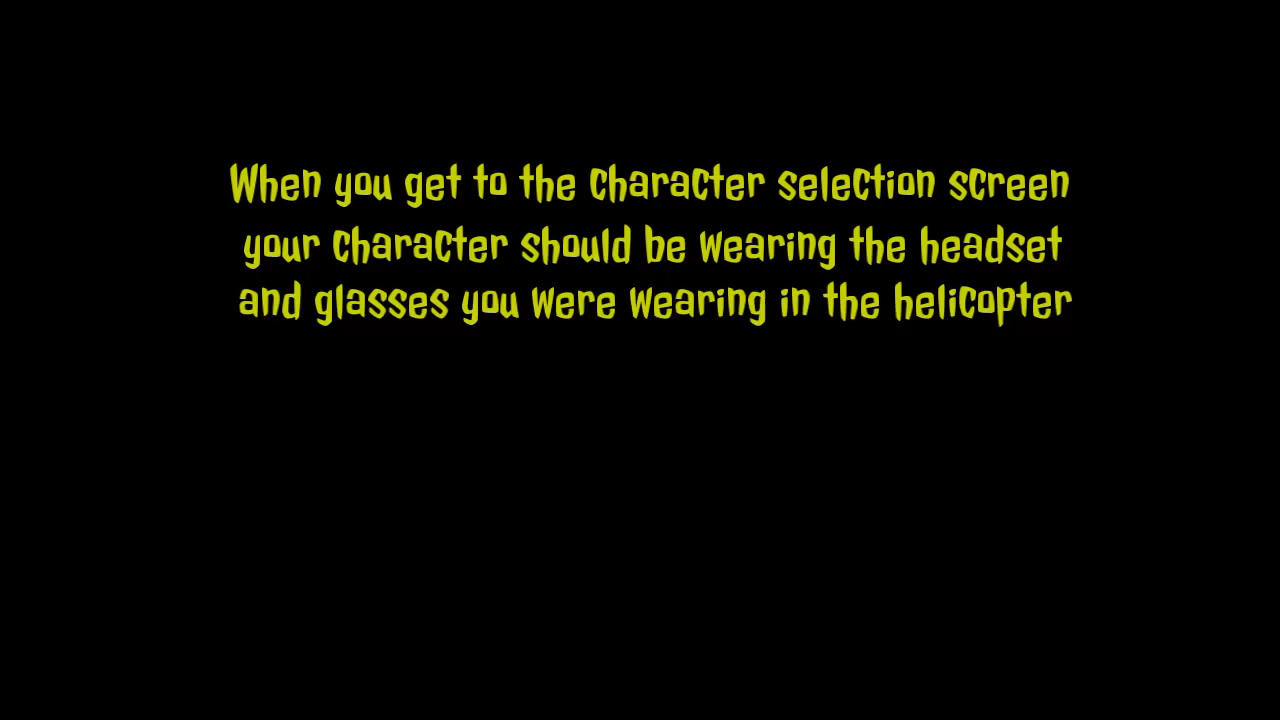 When you get to the character selection screen
your character should be wearing the headset
and glasses you were wearing in the helicopter